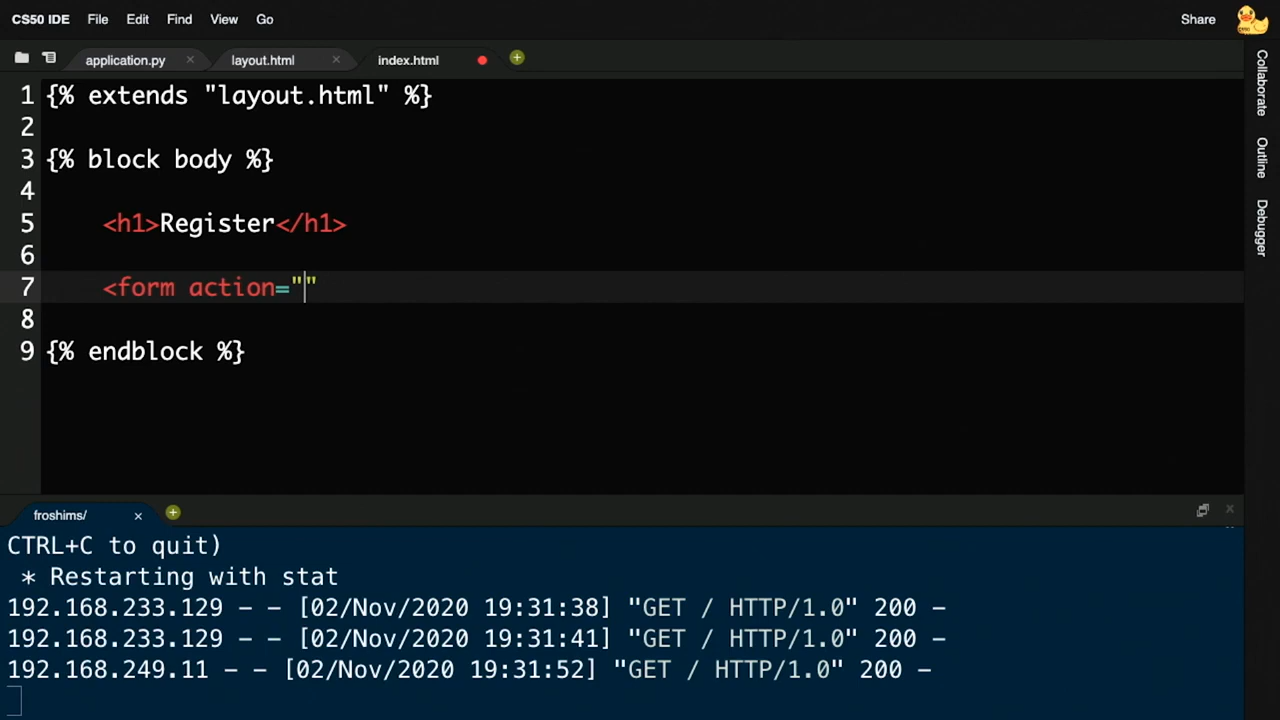 CS50 IDE File Edit Find View Go Share
application.py × layout.html × index.html
1 {% extends "layout.html" %}
2
3 {% block body %}
4
5 <h1>Register</h1>
6
7 <form action=""
8
9 {% endblock %}
Collaborate
Outline
Debugger
froshims/ ×
CTRL+C to quit)
* Restarting with stat
192.168.233.129 - - [02/Nov/2020 19:31:38] "GET / HTTP/1.0" 200 -
192.168.233.129 - - [02/Nov/2020 19:31:41] "GET / HTTP/1.0" 200 -
192.168.249.11 - - [02/Nov/2020 19:31:52] "GET / HTTP/1.0" 200 -